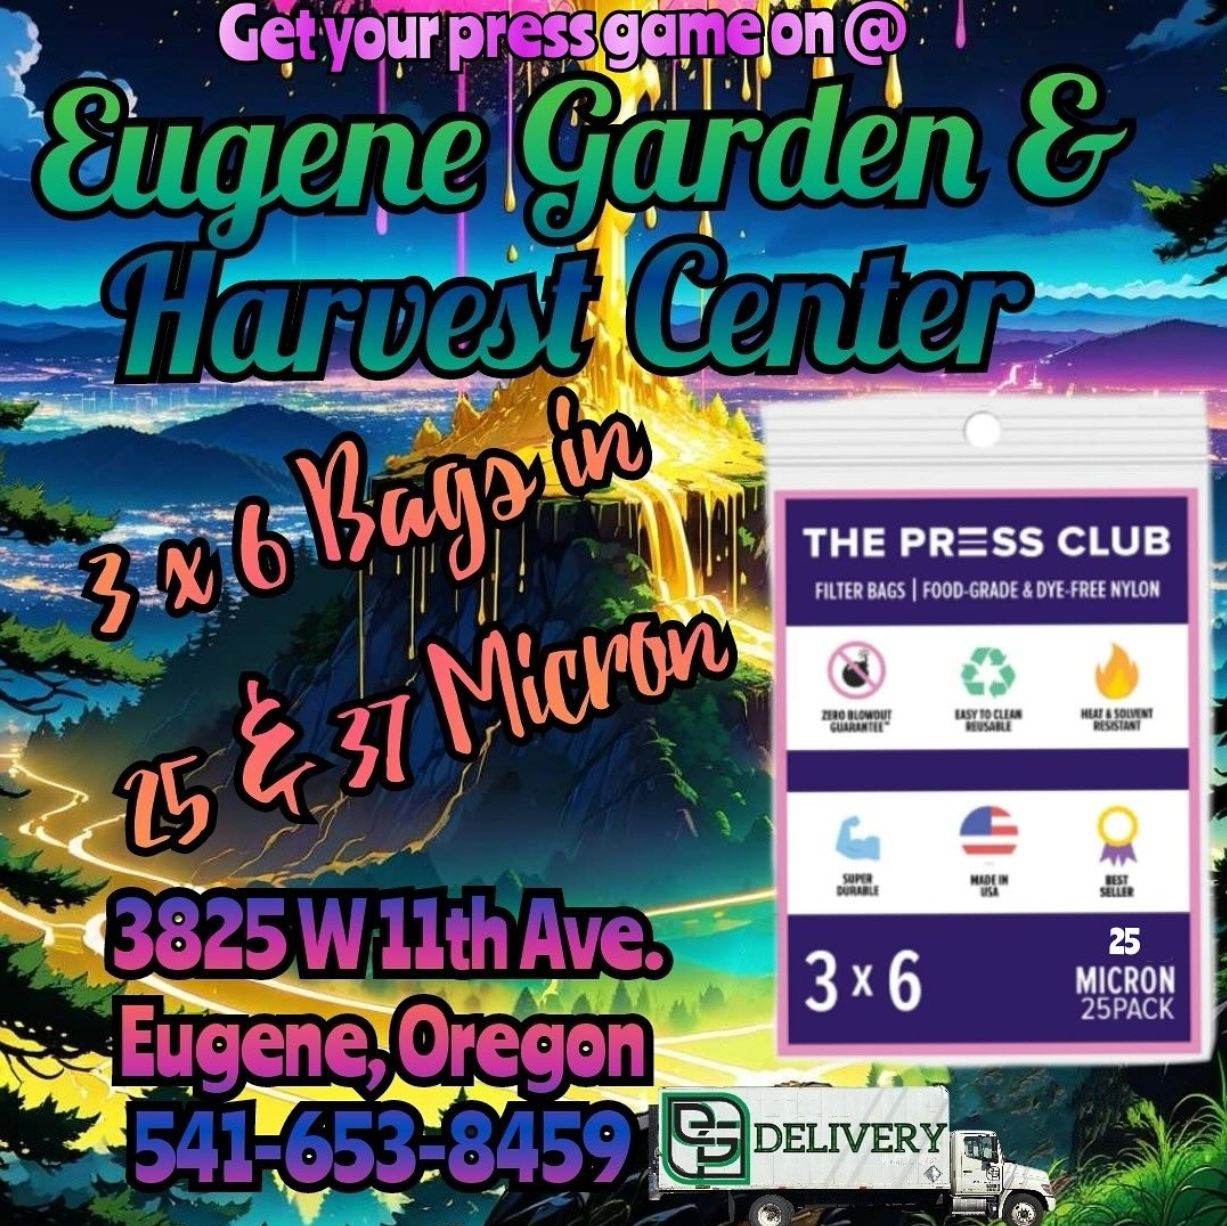 Get your press game on @
Eugene Garden &
Harvest Center
3 x 6 Bags in
25 & 37 Micron
THE PRESS CLUB
FILTER BAGS | FOOD-GRADE & DYE-FREE NYLON
ZERO BLOWOUT
GUARANTEE™
EASY TO CLEAN
REUSABLE
HEAT & SOLVENT
RESISTANT
SUPER
DURABLE
MADE IN
USA
BEST
SELLER
3 x 6
25
MICRON
25PACK
3825 W 11th Ave.
Eugene, Oregon
541-653-8459
DELIVERY